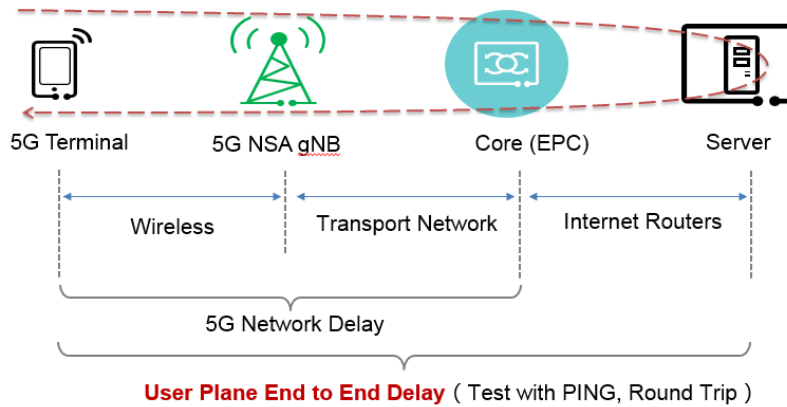 5G Terminal
5G NSA gNB
Core (EPC)
Server
Wireless
Transport Network
Internet Routers
5G Network Delay
User Plane End to End Delay ( Test with PING, Round Trip )